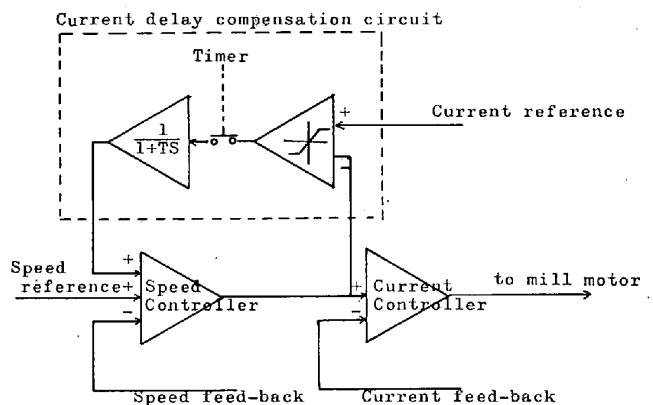 Current delay compensation circuit
Timer
Current reference
+
1
1+TS
−
+
Speed
reference
+
−
Speed
Controller
+
−
Current
Controller
to mill motor
Speed feed-back
Current feed-back